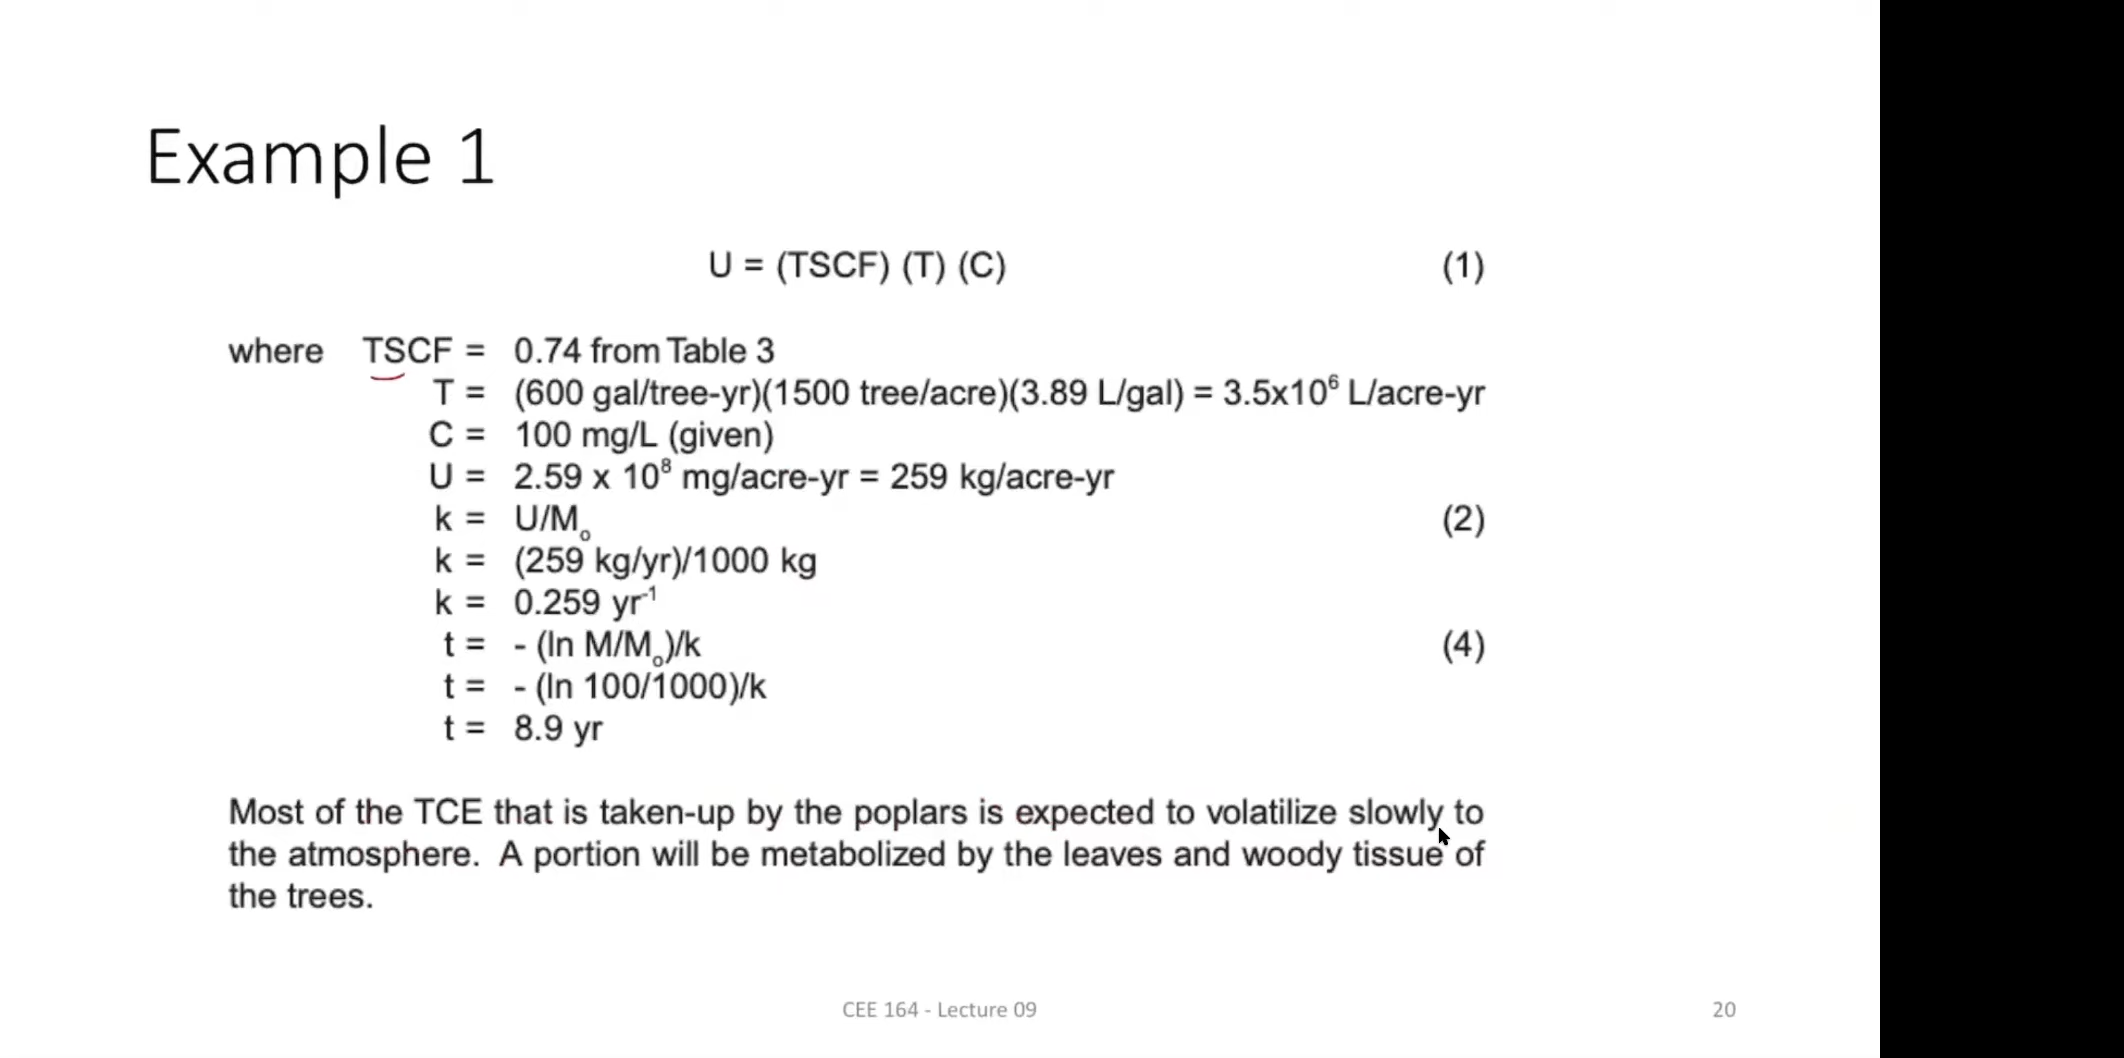 Example 1
U = (TSCF) (T) (C) (1)
where TSCF = 0.74 from Table 3
T = (600 gal/tree-yr)(1500 tree/acre)(3.89 L/gal) = 3.5x10⁶ L/acre-yr
C = 100 mg/L (given)
U = 2.59 x 10⁸ mg/acre-yr = 259 kg/acre-yr
k = U/Mₒ (2)
k = (259 kg/yr)/1000 kg
k = 0.259 yr⁻¹
t = - (ln M/Mₒ)/k (4)
t = - (ln 100/1000)/k
t = 8.9 yr
Most of the TCE that is taken-up by the poplars is expected to volatilize slowly to
the atmosphere. A portion will be metabolized by the leaves and woody tissue of
the trees.
CEE 164 - Lecture 09
20